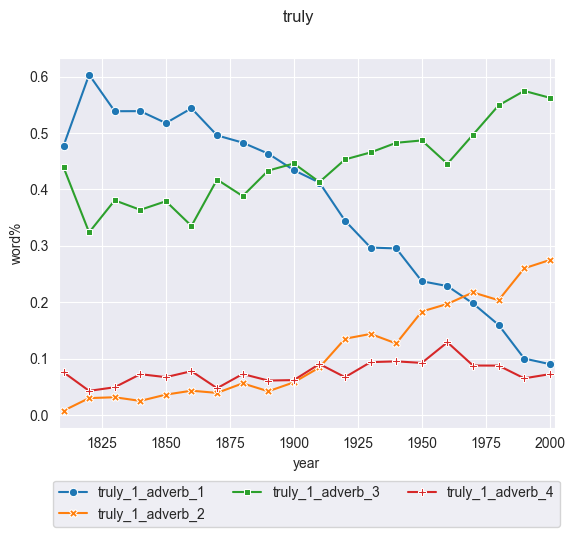 truly
0.6
0.5
0.4
0.3
0.2
0.1
0.0
word%
1825 1850 1875 1900 1925 1950 1975 2000
year
truly_1_adverb_1 truly_1_adverb_3 truly_1_adverb_4
truly_1_adverb_2